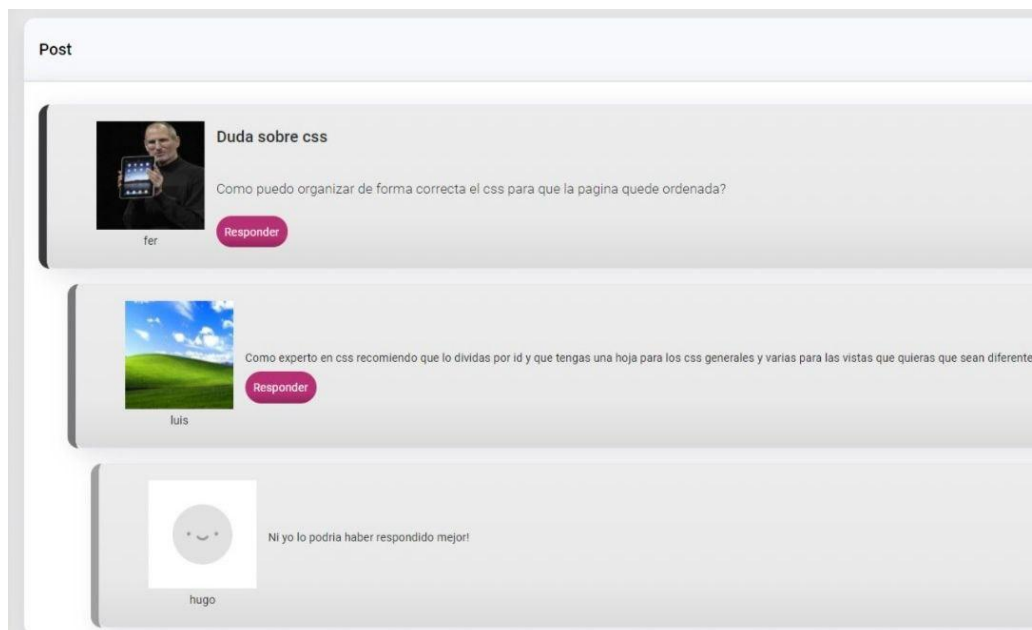 Post
Duda sobre css
Como puedo organizar de forma correcta el css para que la pagina quede ordenada?
Responder
fer
Como experto en css recomiendo que lo dividas por id y que tengas una hoja para los css generales y varias para las vistas que quieras que sean diferente
Responder
luis
Ni yo lo podria haber respondido mejor!
hugo